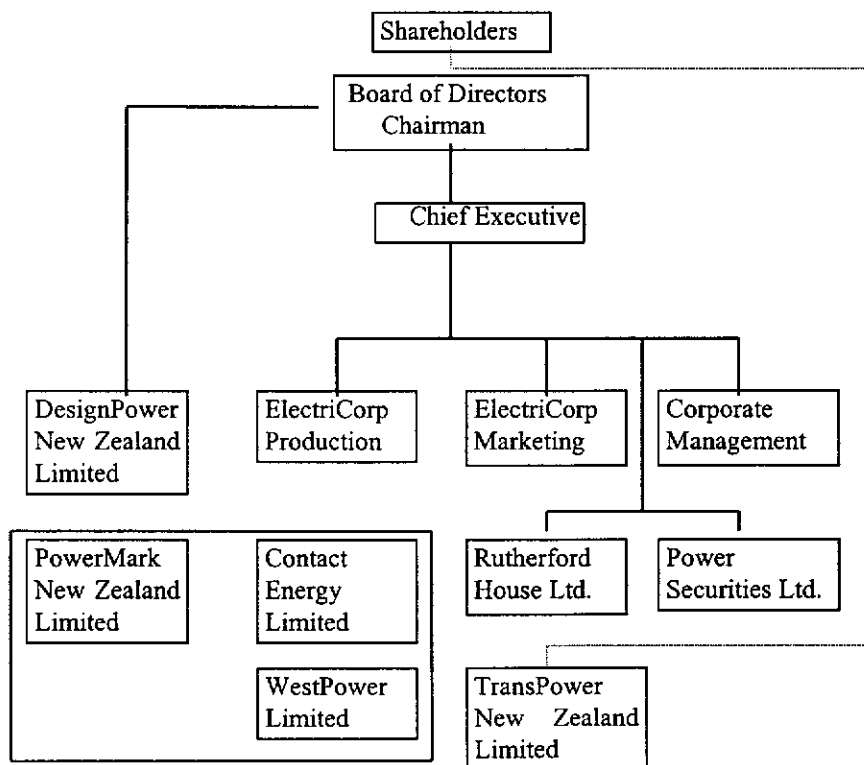 Shareholders
Board of Directors
Chairman
Chief Executive
DesignPower
New Zealand
Limited
ElectriCorp
Production
ElectriCorp
Marketing
Corporate
Management
PowerMark
New Zealand
Limited
Contact
Energy
Limited
Rutherford
House Ltd.
Power
Securities Ltd.
WestPower
Limited
TransPower
New Zealand
Limited